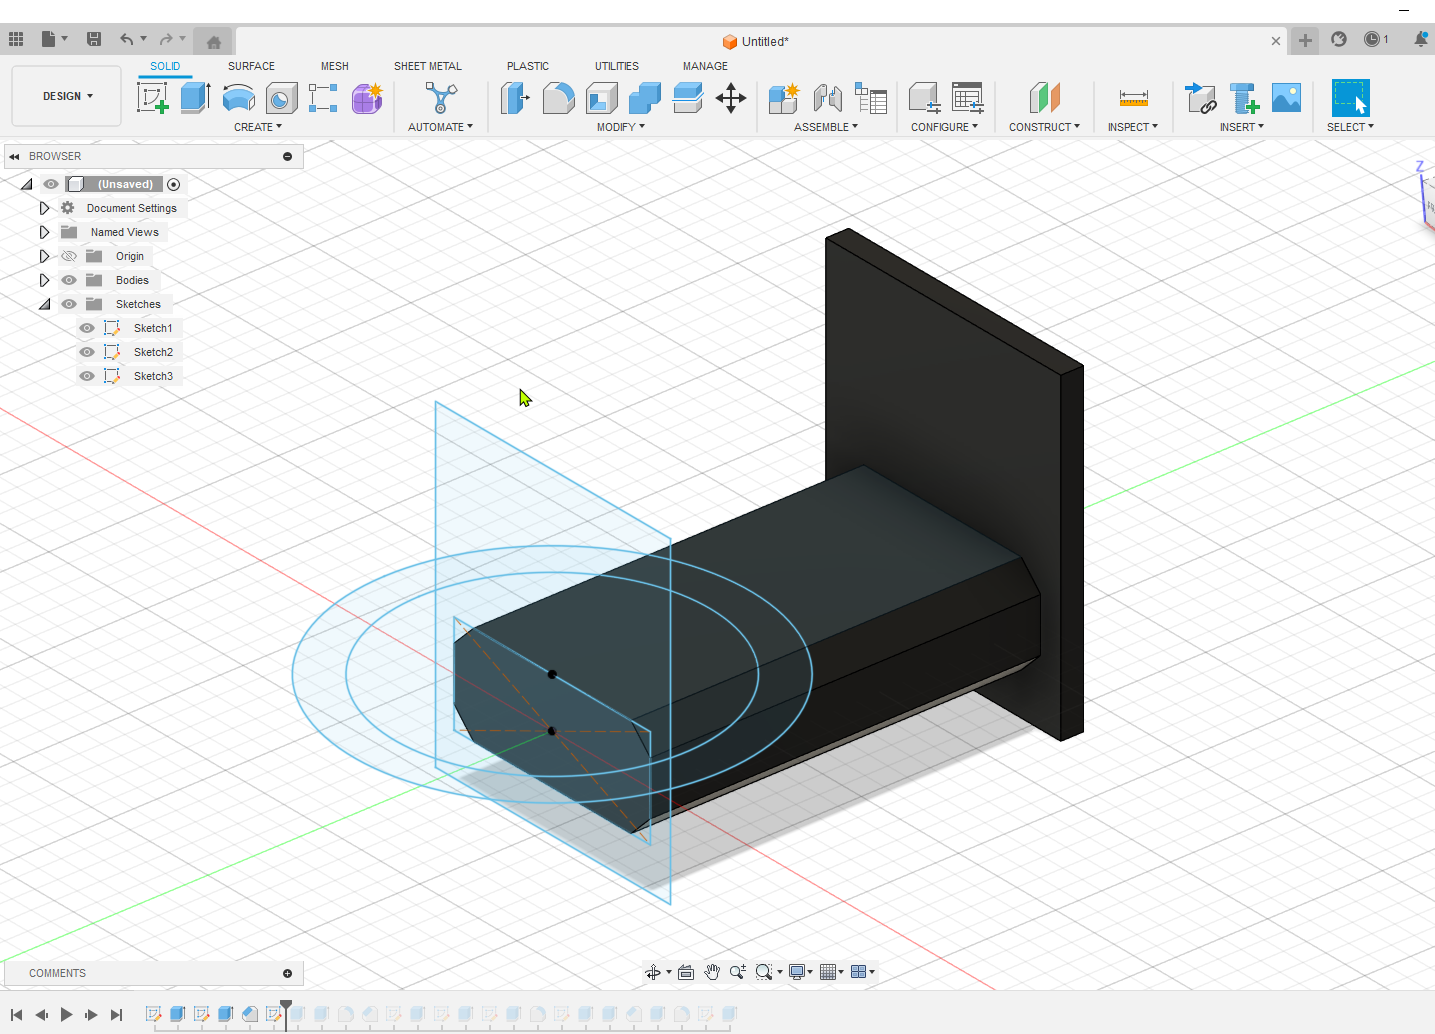 Untitled*
1
SOLID SURFACE MESH SHEET METAL PLASTIC UTILITIES MANAGE
DESIGN
CREATE AUTOMATE MODIFY ASSEMBLE CONFIGURE CONSTRUCT INSPECT INSERT SELECT
BROWSER
(Unsaved)
Document Settings
Named Views
Origin
Bodies
Sketches
Sketch1
Sketch2
Sketch3
Z
COMMENTS